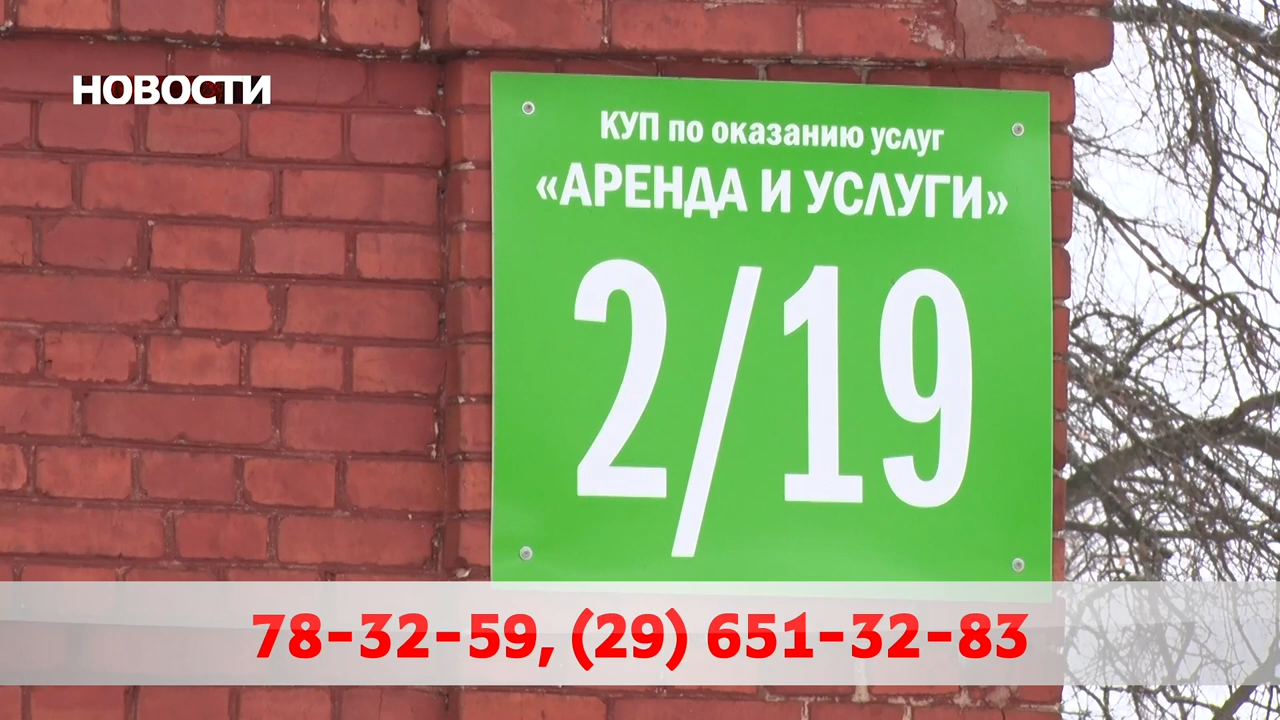 НОВОСТИ
КУП по оказанию услуг
«АРЕНДА И УСЛУГИ»
2/19
78-32-59, (29) 651-32-83